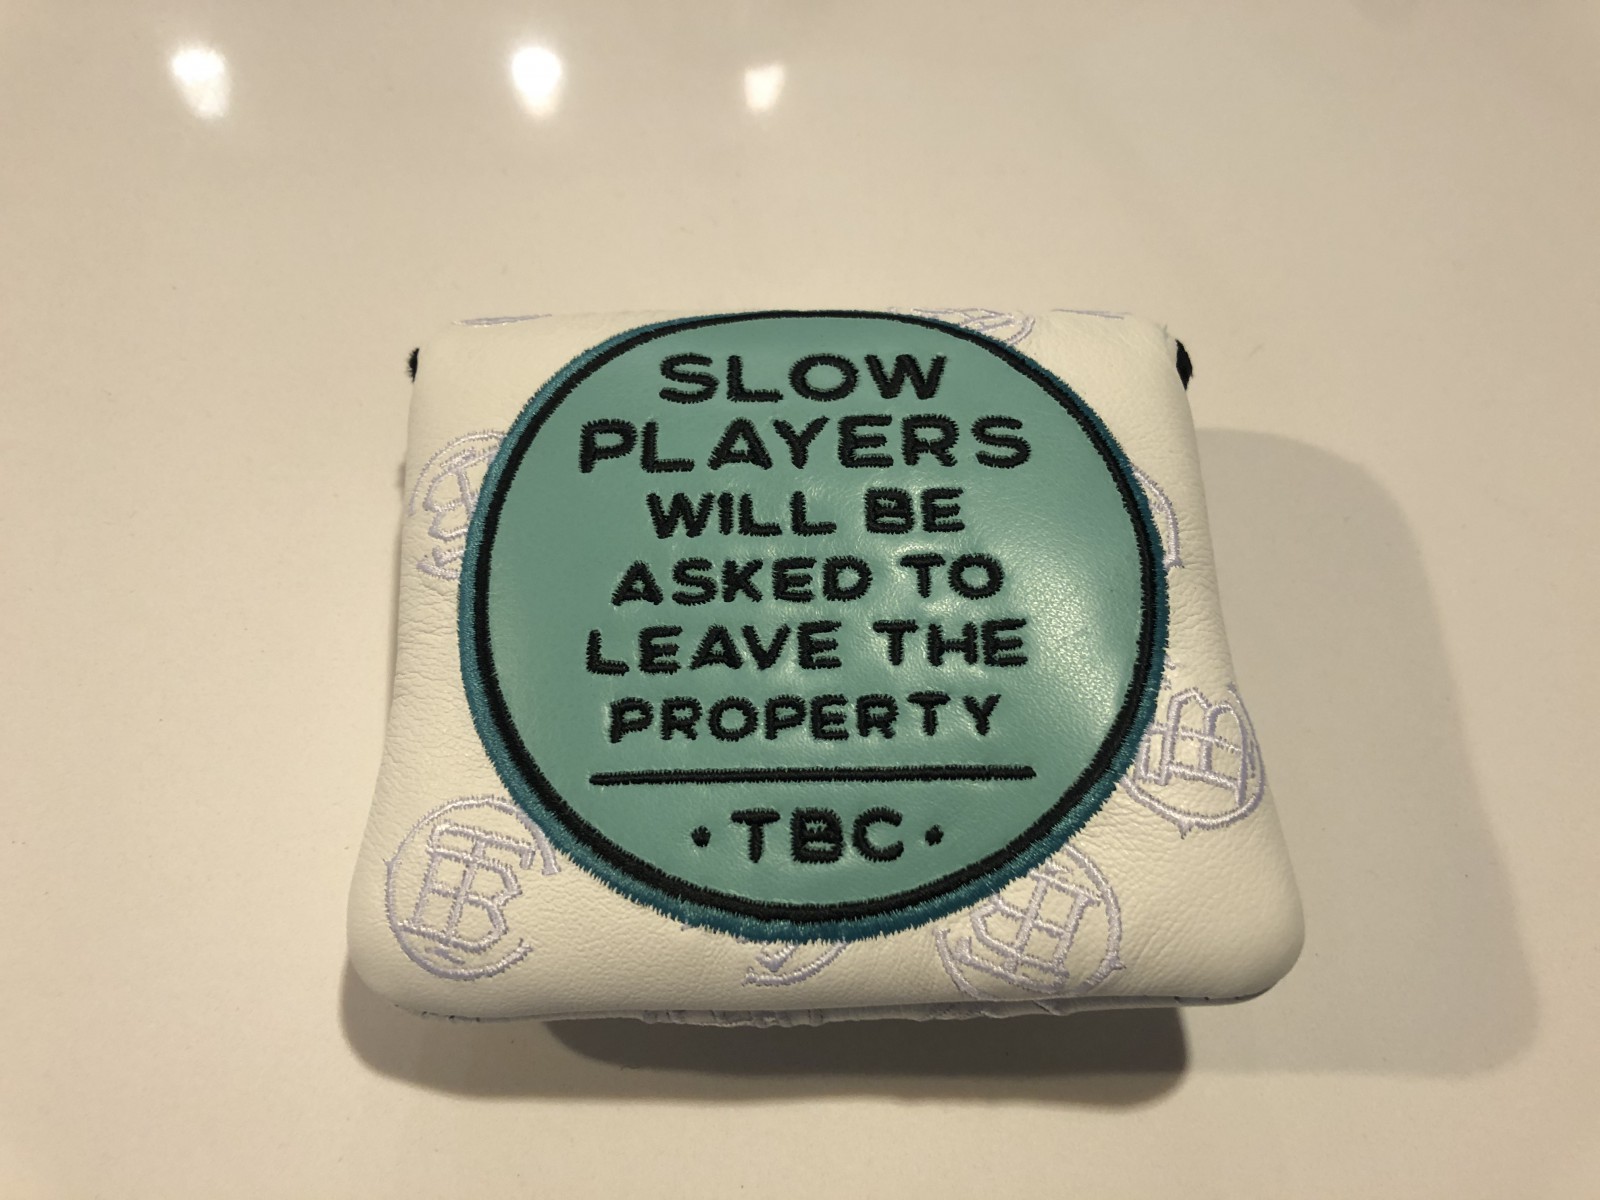 SLOW
PLAYERS
WILL BE
ASKED TO
LEAVE THE
PROPERTY
· TBC ·